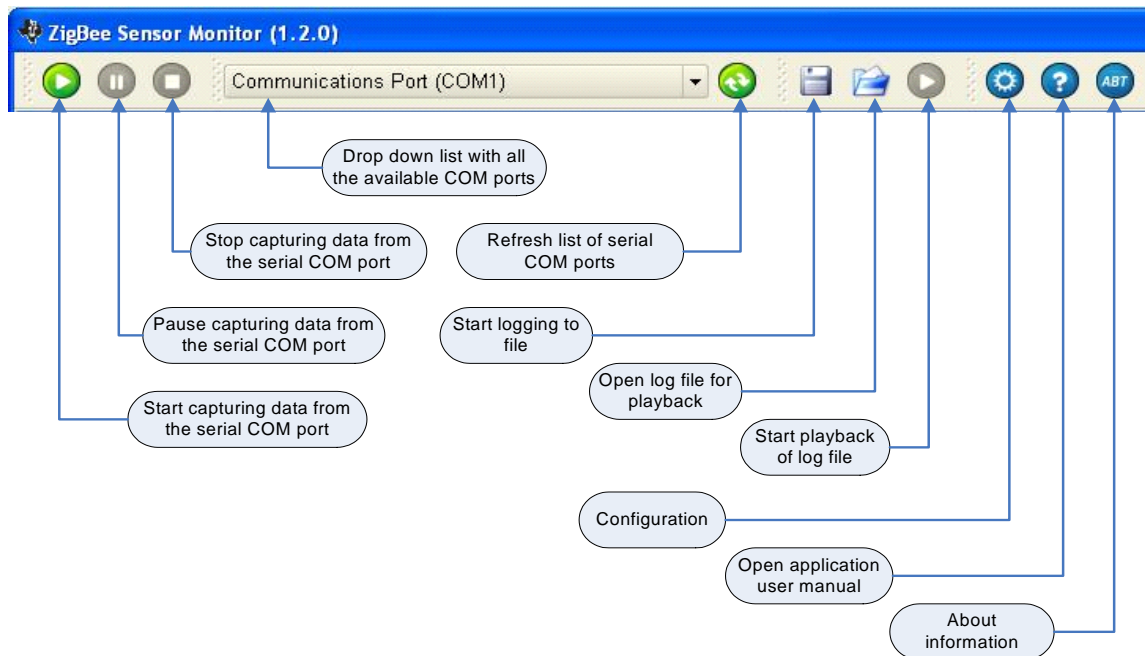 ZigBee Sensor Monitor (1.2.0)
Communications Port (COM1)
ABT
Drop down list with all
the available COM ports
Stop capturing data from
the serial COM port
Refresh list of serial
COM ports
Pause capturing data from
the serial COM port
Start logging to
file
Open log file for
playback
Start capturing data from
the serial COM port
Start playback
of log file
Configuration
Open application
user manual
About
information